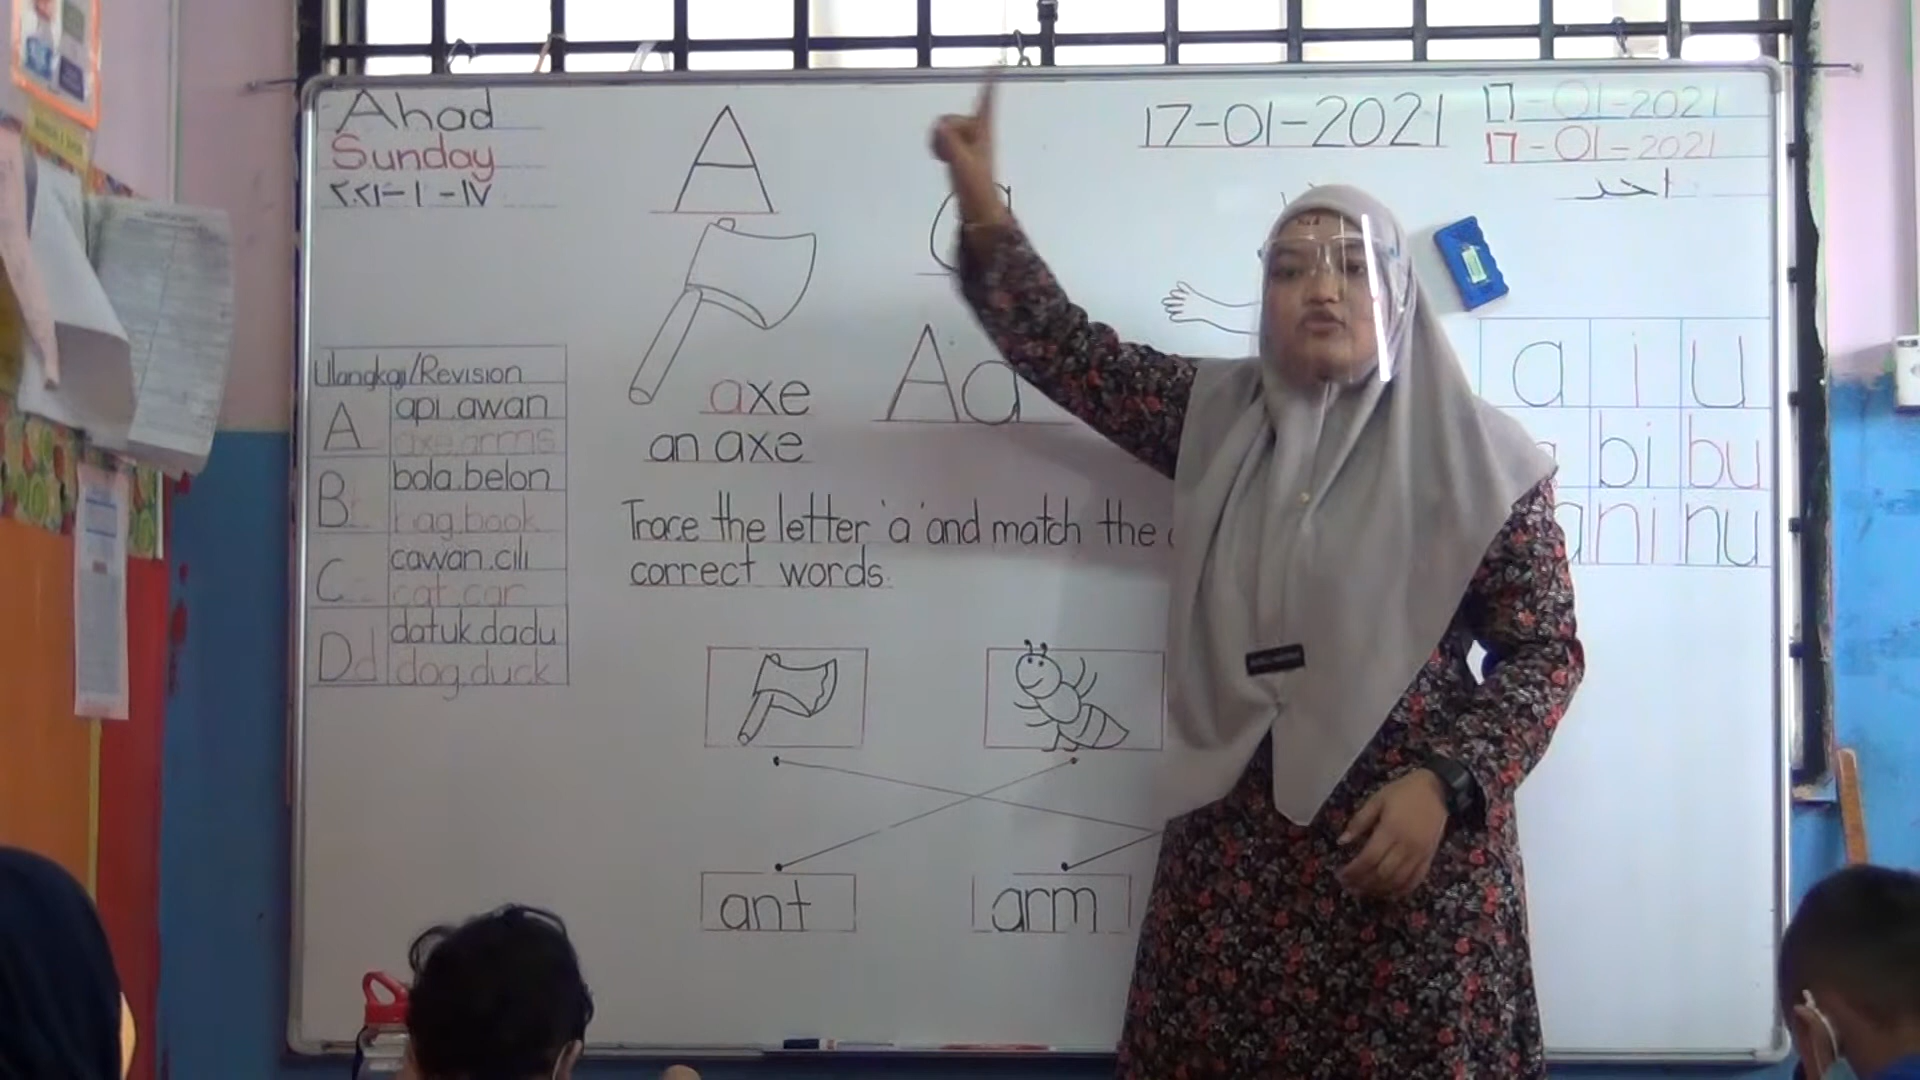 Ahad
Sunday
٢٠٢١-١-١٧
A
axe
an axe
Aa
17-01-2021
17-01-2021
17-01-2021
احد
Ulangkaji/Revision
A
api.awan
axe.arms
B
bola.belon
bag.book
C
cawan.cili
cat.car
Dd
datuk.dadu
dog.duck
a i u
bi bu
ni nu
Trace the letter 'a' and match the
correct words.
ant
arm